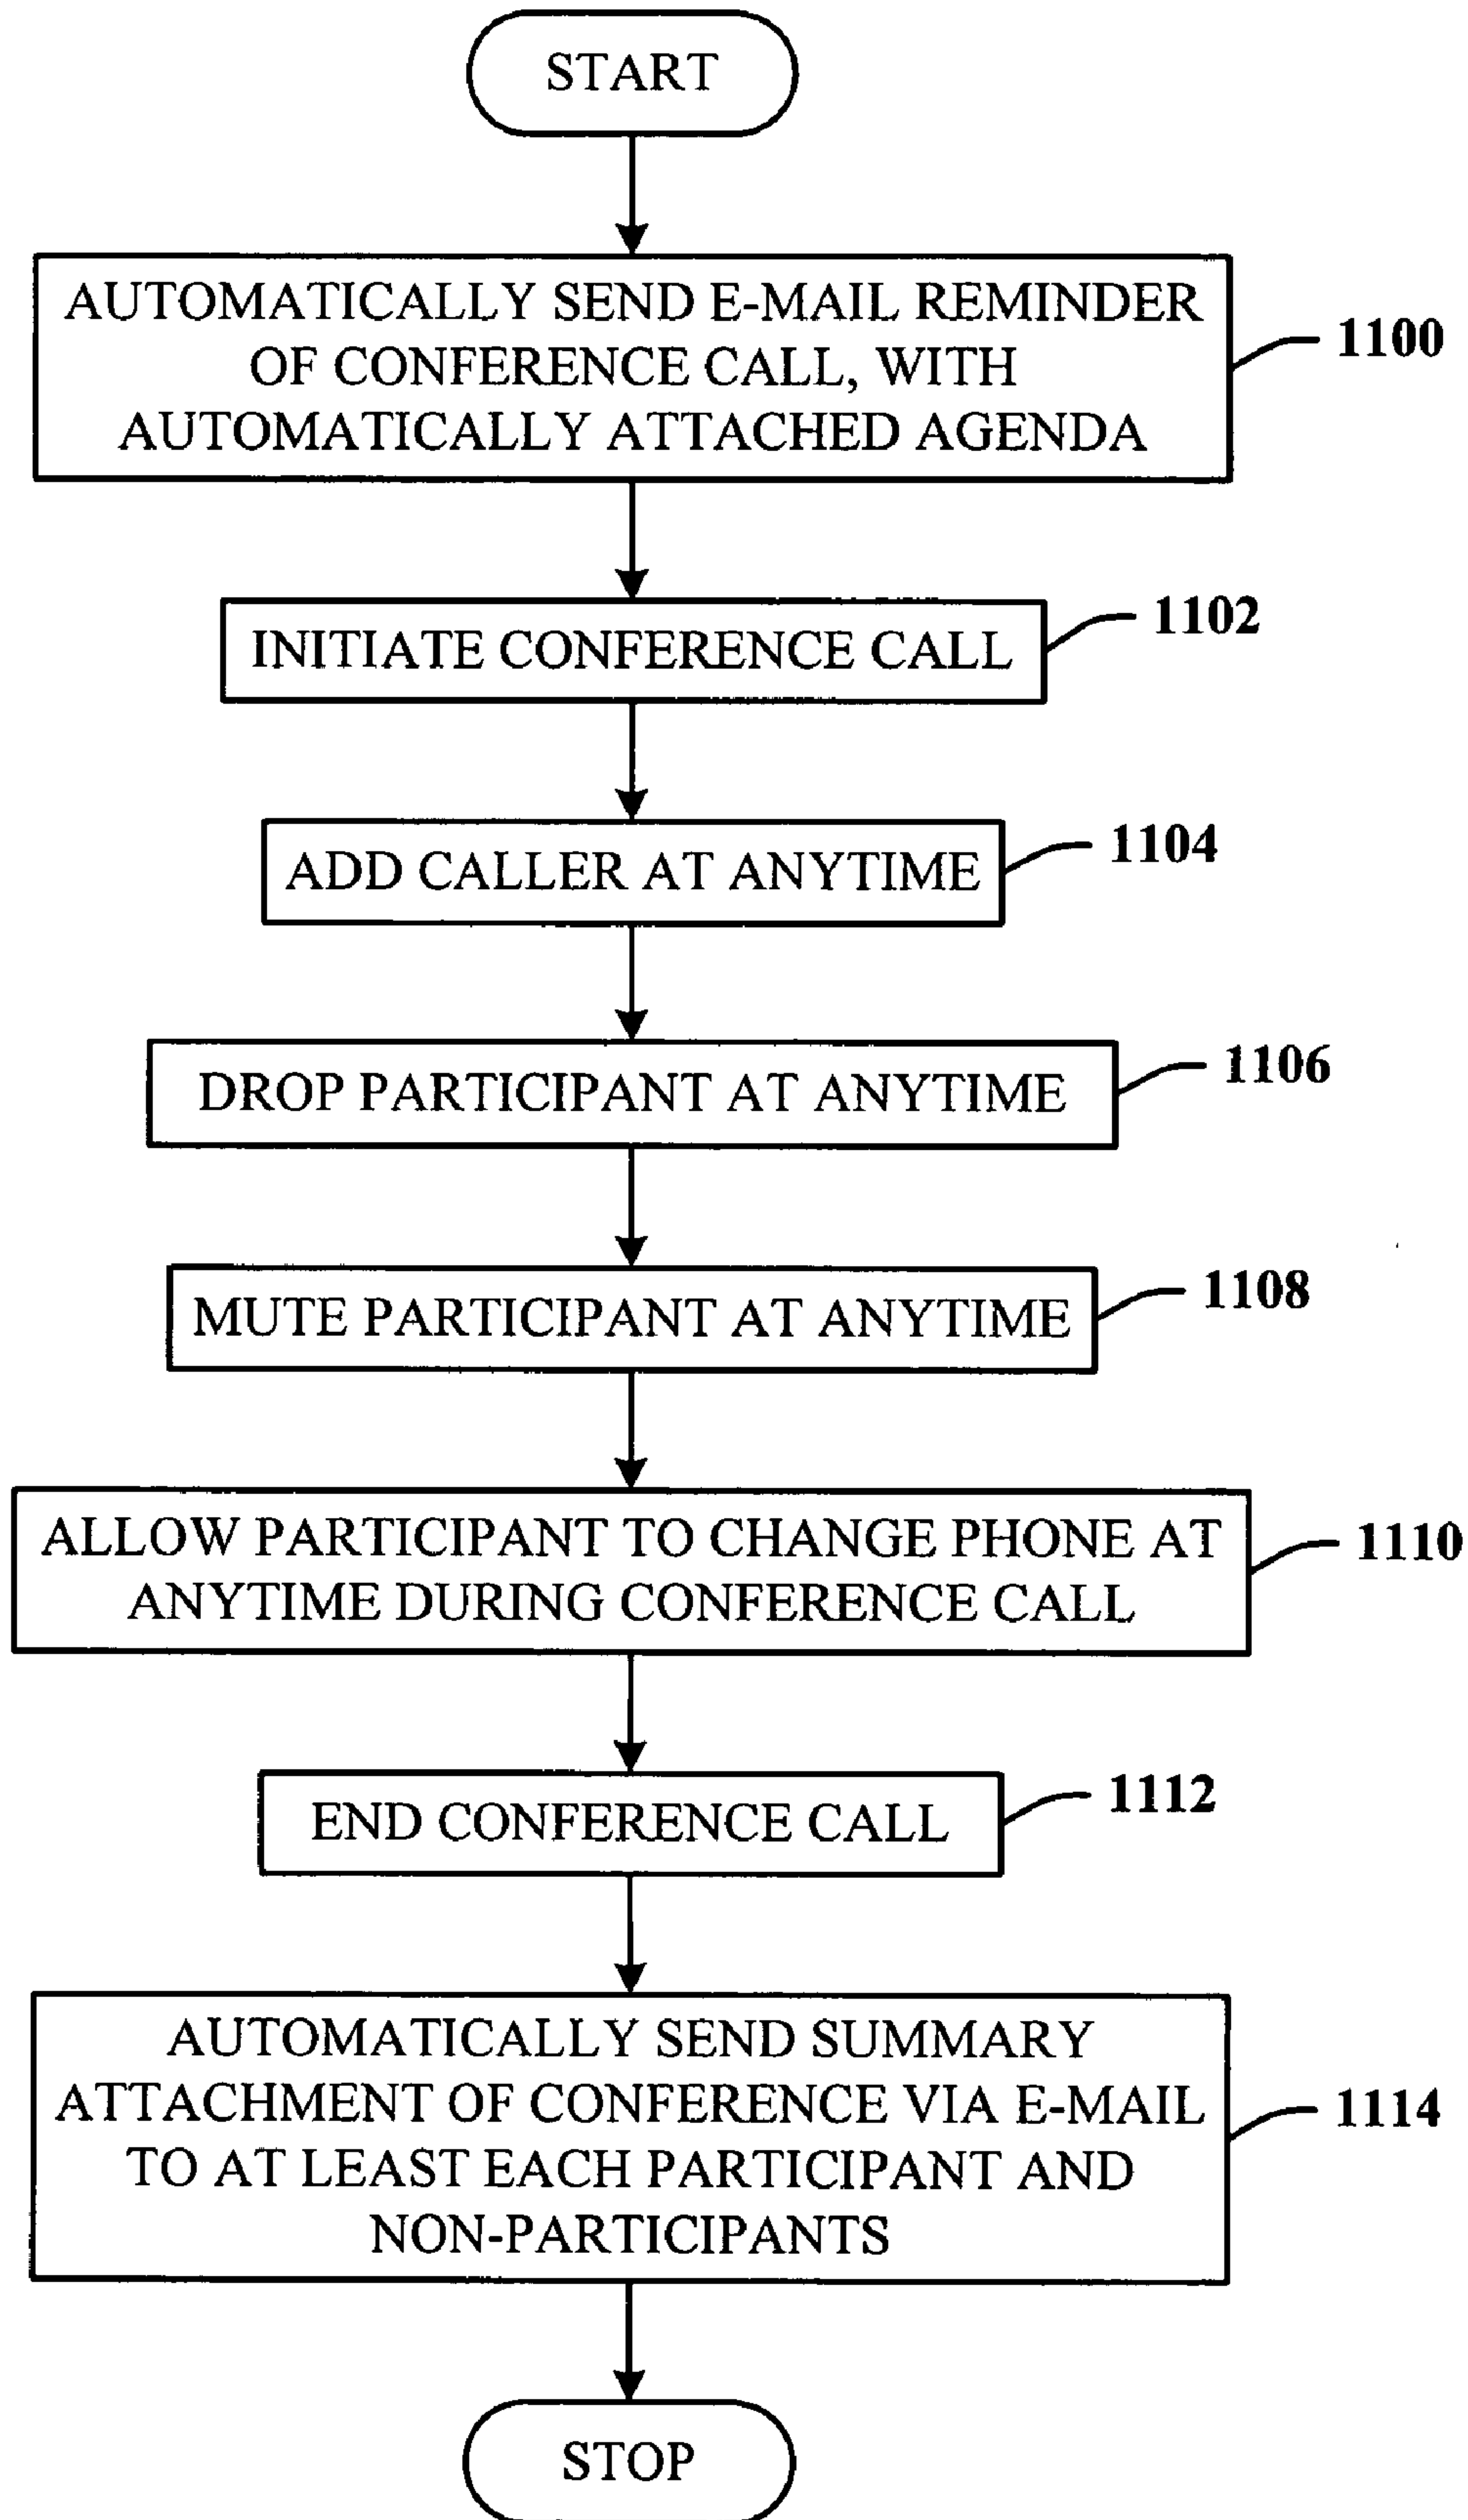 START
AUTOMATICALLY SEND E-MAIL REMINDER
OF CONFERENCE CALL, WITH
AUTOMATICALLY ATTACHED AGENDA
1100
INITIATE CONFERENCE CALL
1102
ADD CALLER AT ANYTIME
1104
DROP PARTICIPANT AT ANYTIME
1106
MUTE PARTICIPANT AT ANYTIME
1108
ALLOW PARTICIPANT TO CHANGE PHONE AT
ANYTIME DURING CONFERENCE CALL
1110
END CONFERENCE CALL
1112
AUTOMATICALLY SEND SUMMARY
ATTACHMENT OF CONFERENCE VIA E-MAIL
TO AT LEAST EACH PARTICIPANT AND
NON-PARTICIPANTS
1114
STOP